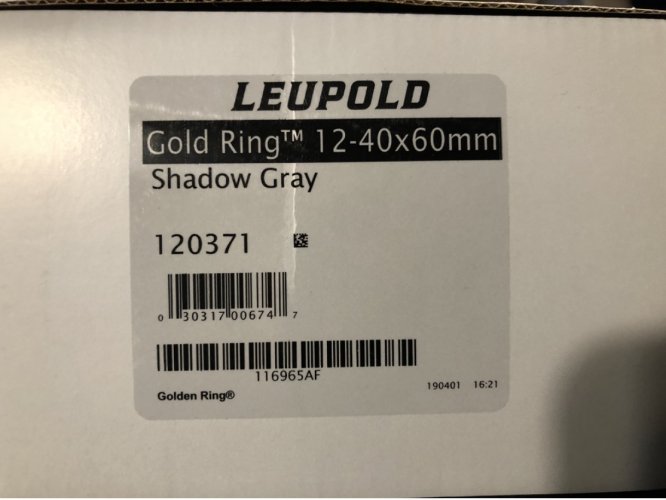 LEUPOLD
Gold Ring™ 12-40x60mm
Shadow Gray
120371
0 30317 00674 7
116965AF
190401 16:21
Golden Ring®